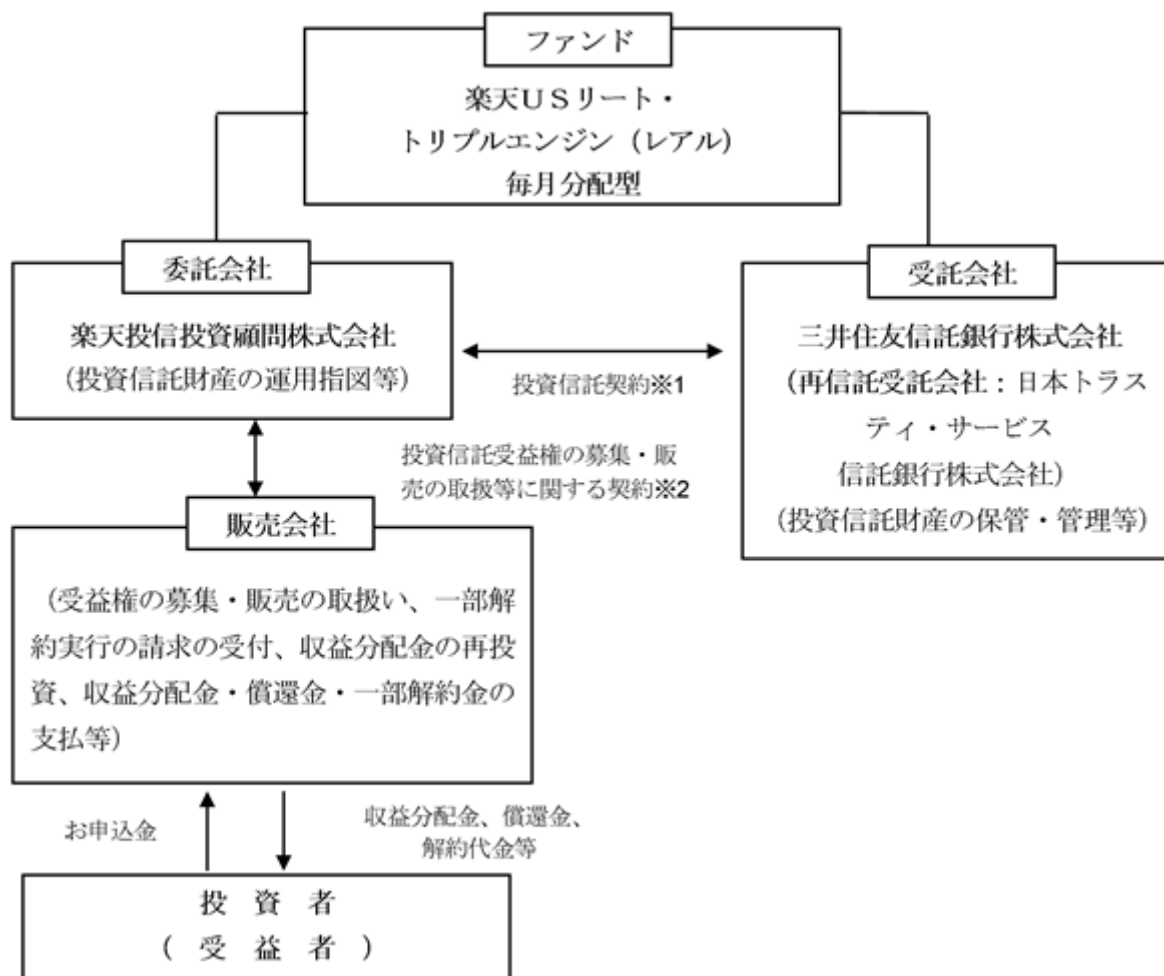 ファンド
楽天USリート・
トリプルエンジン（レアル）
毎月分配型
委託会社
楽天投信投資顧問株式会社
（投資信託財産の運用指図等）
投資信託契約※1
受託会社
三井住友信託銀行株式会社
（再信託受託会社：日本トラス
ティ・サービス
信託銀行株式会社）
（投資信託財産の保管・管理等）
投資信託受益権の募集・販
売の取扱等に関する契約※2
販売会社
（受益権の募集・販売の取扱い、一部解
約実行の請求の受付、収益分配金の再投
資、収益分配金・償還金・一部解約金の
支払等）
お申込金
収益分配金、償還金、
解約代金等
投　資　者
（　受　益　者　）